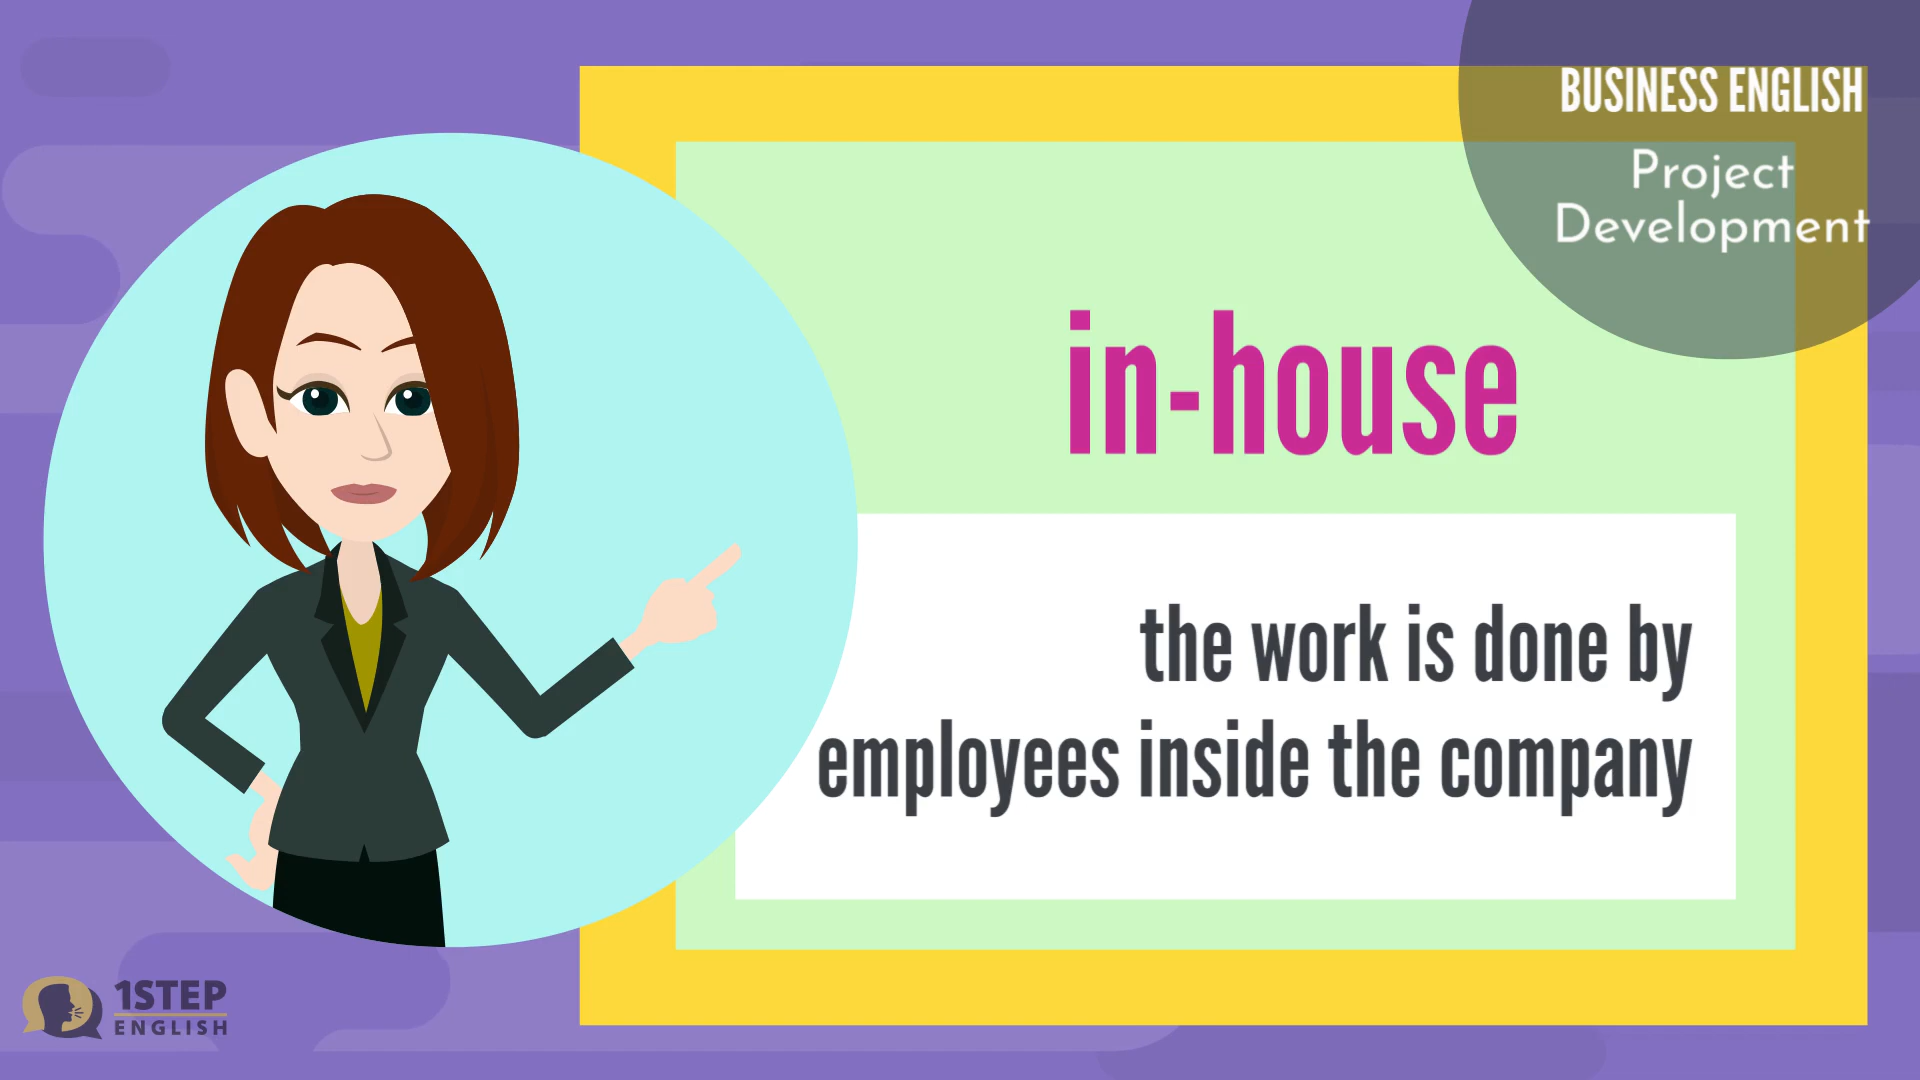 BUSINESS ENGLISH
Project
Development
in-house
the work is done by
employees inside the company
1STEP
ENGLISH